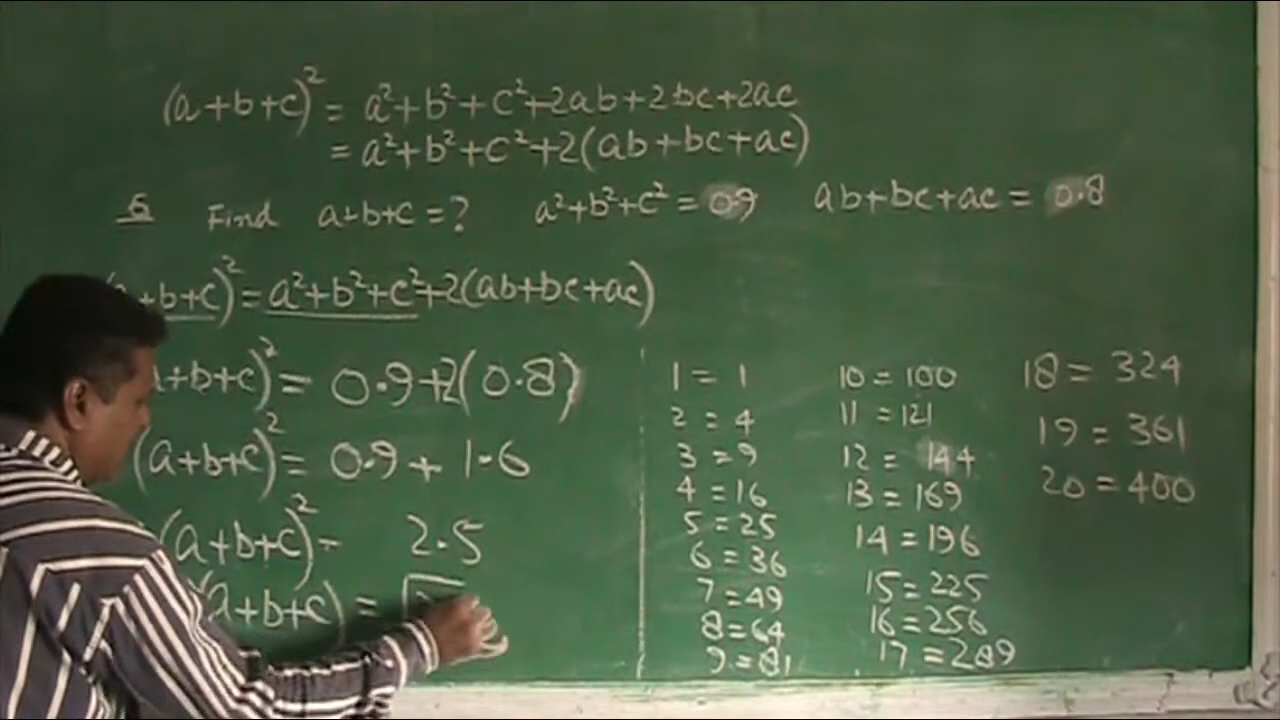 (a+b+c)² = a²+b²+c²+2ab+2bc+2ac
= a²+b²+c²+2(ab+bc+ac)
6 Find a+b+c=? a²+b²+c² = 0.9 ab+bc+ac = 0.8
+b+c)² = a²+b²+c²+2(ab+bc+ac)
a+b+c)² = 0.9+2(0.8)
(a+b+c)² = 0.9 + 1.6
(a+b+c)² = 2.5
(a+b+c) =
1 = 1
2 = 4
3 = 9
4 = 16
5 = 25
6 = 36
7 = 49
8 = 64
9 = 81
10 = 100
11 = 121
12 = 144
13 = 169
14 = 196
15 = 225
16 = 256
17 = 289
18 = 324
19 = 361
20 = 400